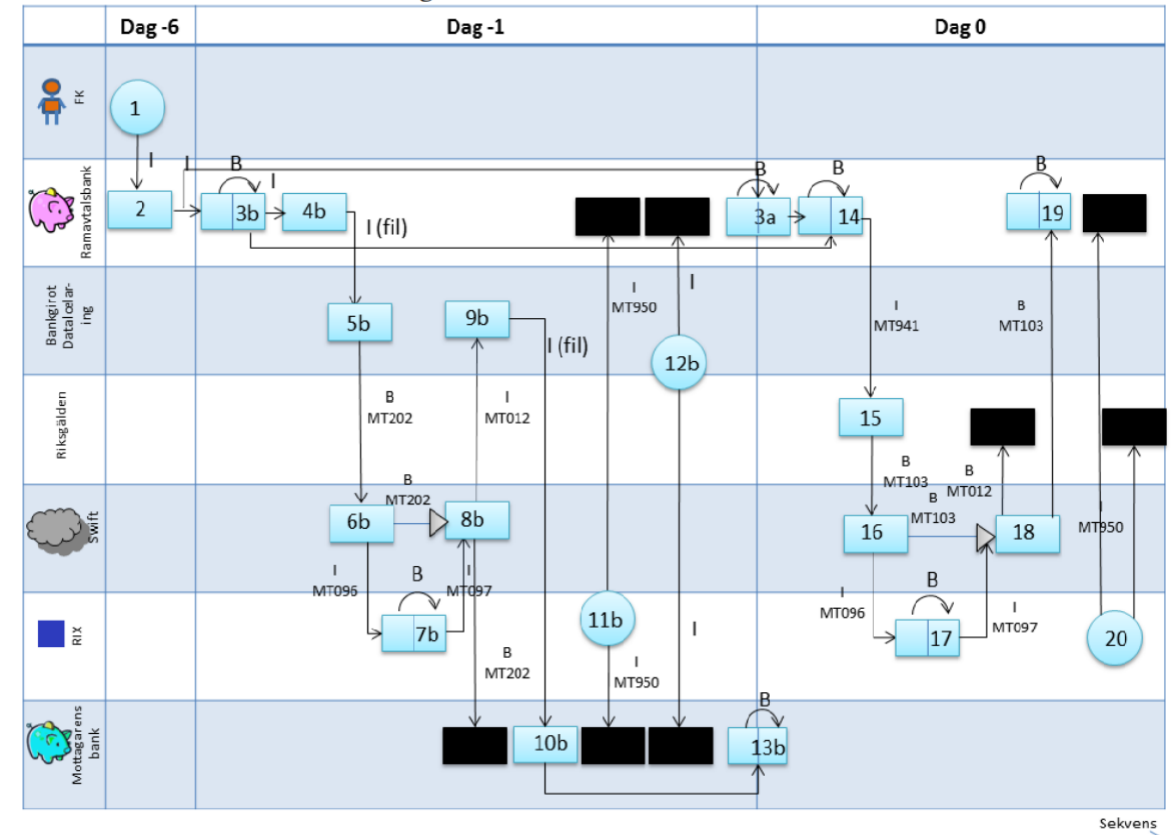 Dag -6
Dag -1
Dag 0
FK
1
I
I
B
I
B
B
B
Ramavtalsbank
2
3b
4b
3a
14
19
I (fil)
Bankgirot
Datacelar-
ing
5b
9b
I (fil)
I
MT950
I
12b
I
MT941
B
MT103
Riksgälden
B
MT202
I
MT012
15
B
MT103
B
MT012
Swift
B
MT202
6b
8b
B
MT103
16
18
I
MT950
I
MT096
B
I
MT097
I
MT096
B
I
MT097
RIX
7b
11b
I
17
20
B
MT202
I
MT950
Mottagarens
bank
10b
B
13b
Sekvens